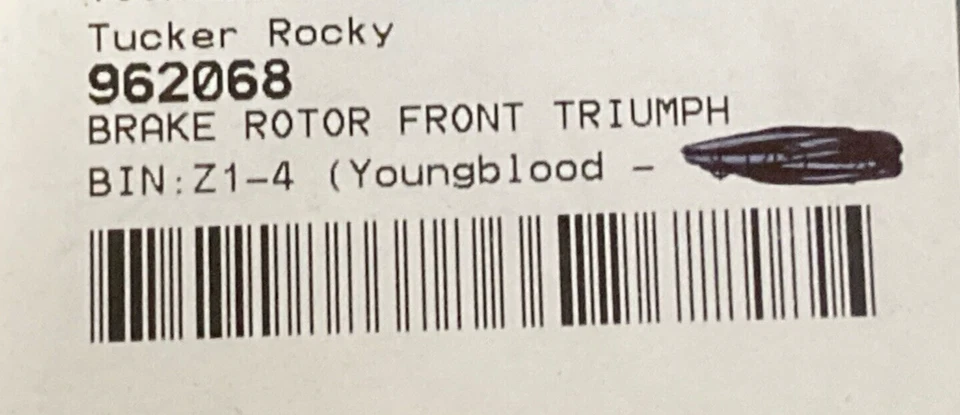 Tucker Rocky
962068
BRAKE ROTOR FRONT TRIUMPH
BIN:Z1-4 (Youngblood -